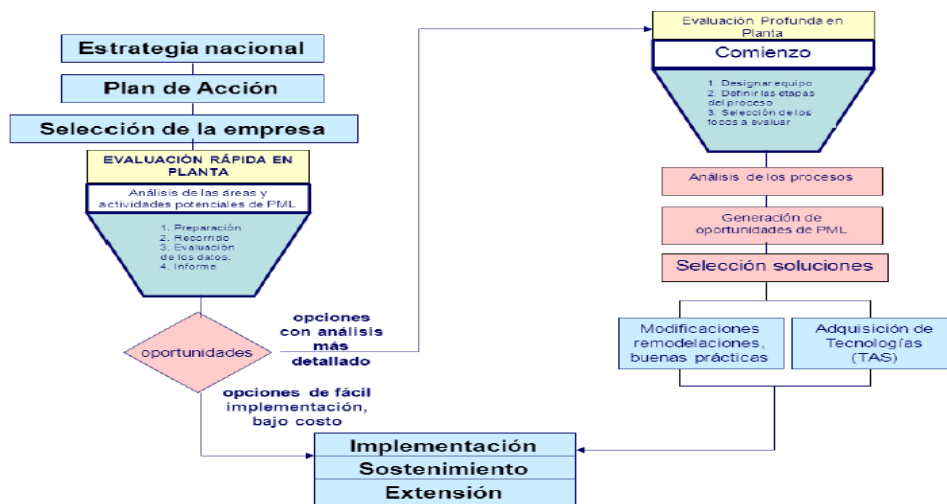 Estrategia nacional
Plan de Acción
Selección de la empresa
EVALUACIÓN RÁPIDA EN
PLANTA
Análisis de las áreas y
actividades potenciales de PML
1. Preparación
2. Recorrido
3. Evaluación
de los datos.
4. Informe
oportunidades
opciones
con análisis
más
detallado
opciones de fácil
implementación,
bajo costo
Evaluación Profunda en
Planta
Comienzo
1. Designar equipo
2. Definir las etapas
del proceso
3. Selección de los
focos a evaluar
Análisis de los procesos
Generación de
oportunidades de PML
Selección soluciones
Modificaciones
remodelaciones,
buenas prácticas
Adquisición de
Tecnologías
(TAS)
Implementación
Sostenimiento
Extensión